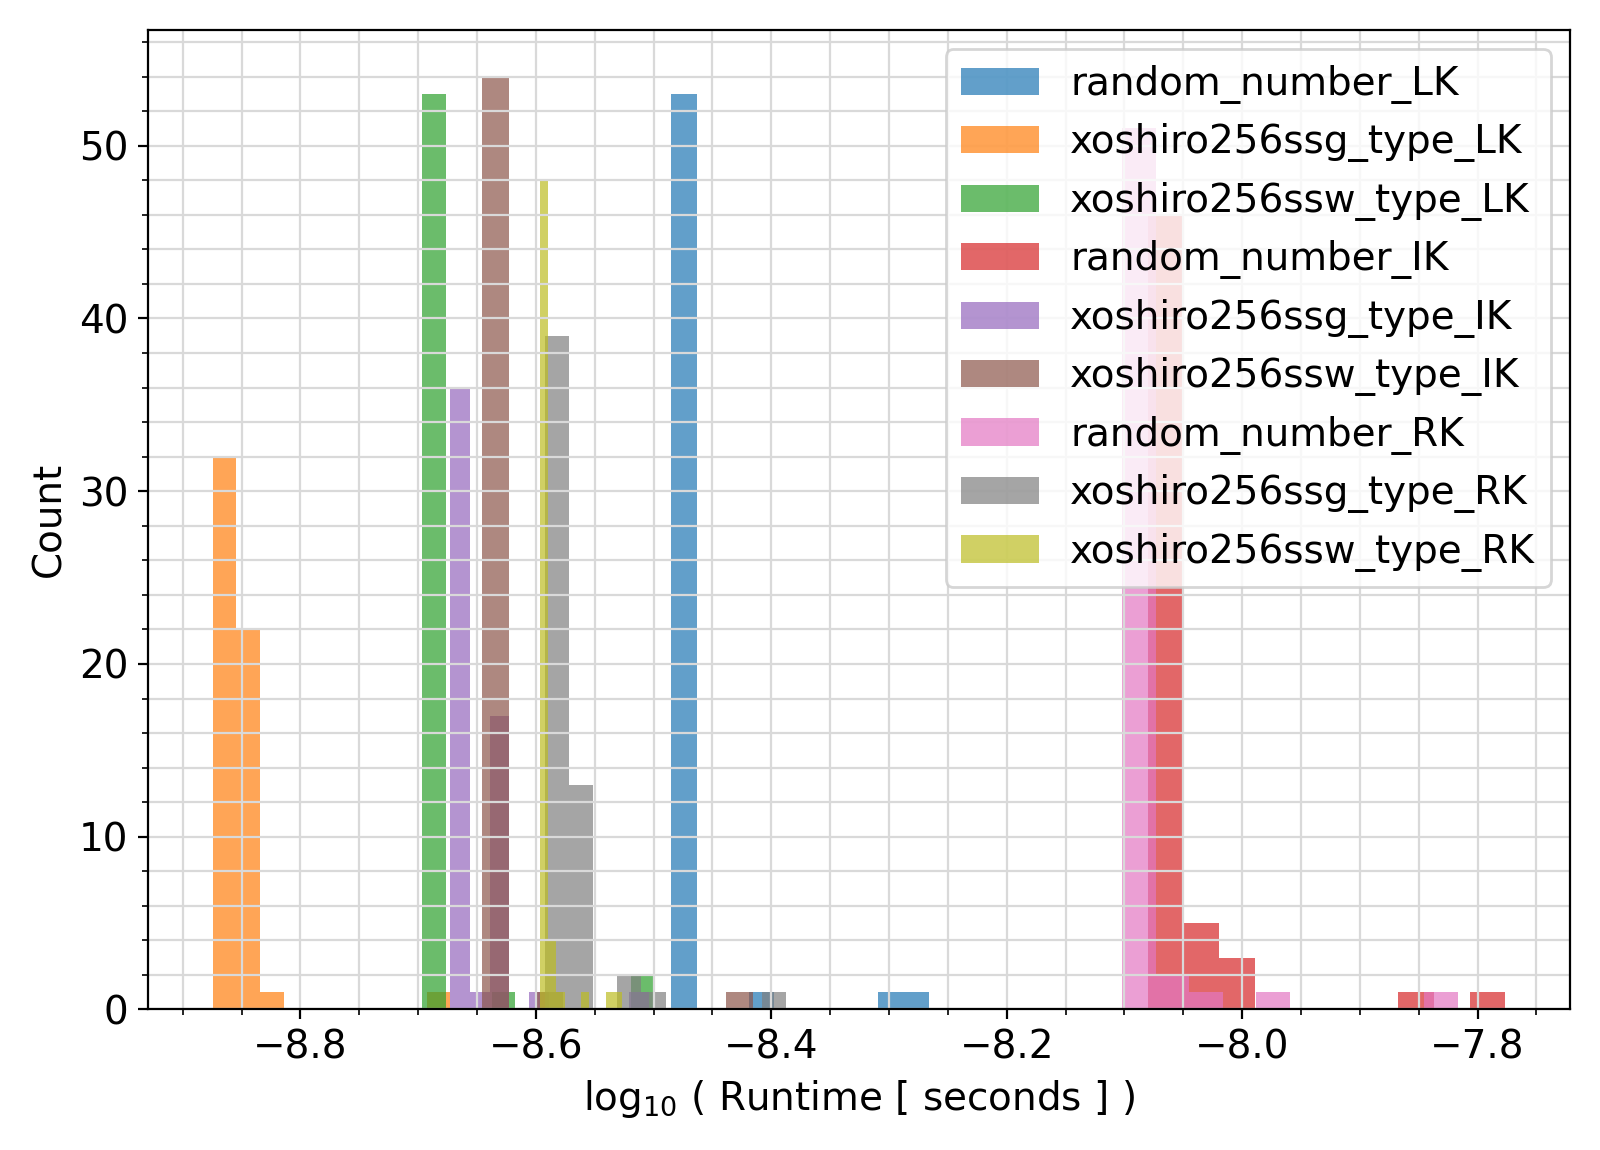 random_number_LK
xoshiro256ssg_type_LK
xoshiro256ssw_type_LK
random_number_IK
xoshiro256ssg_type_IK
xoshiro256ssw_type_IK
random_number_RK
xoshiro256ssg_type_RK
xoshiro256ssw_type_RK
50
40
30
20
10
0
Count
−8.8 −8.6 −8.4 −8.2 −8.0 −7.8
log10 ( Runtime [ seconds ] )